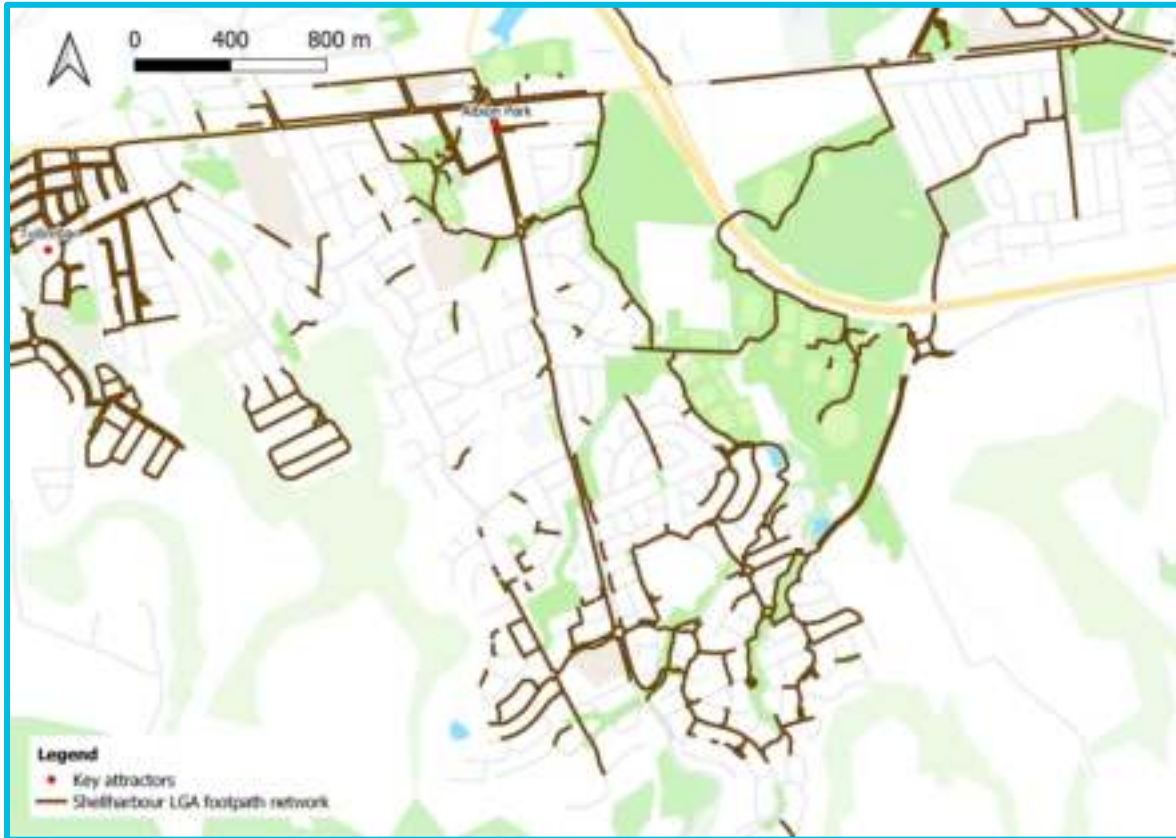 0 400 800 m
Albion Park
Legend
Key attractors
Shellharbour LGA footpath network